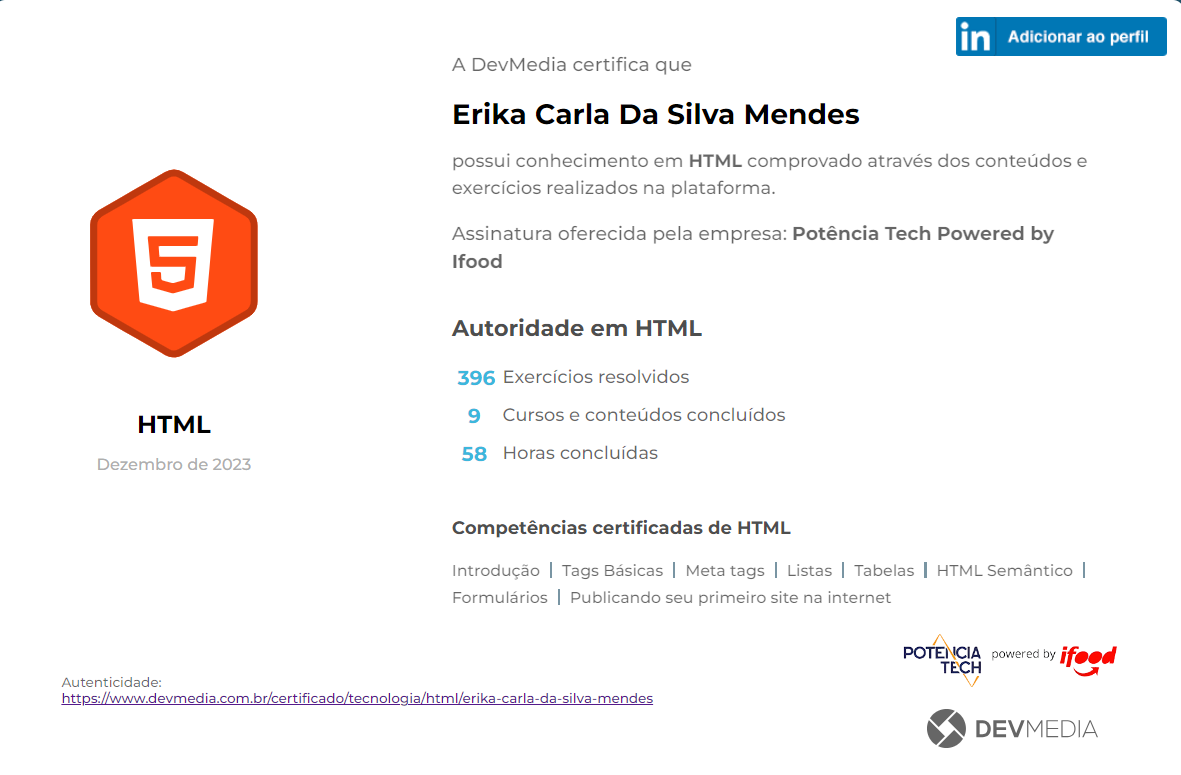 in Adicionar ao perfil
A DevMedia certifica que
Erika Carla Da Silva Mendes
possui conhecimento em HTML comprovado através dos conteúdos e
exercícios realizados na plataforma.
Assinatura oferecida pela empresa: Potência Tech Powered by
Ifood
HTML
Dezembro de 2023
Autoridade em HTML
396 Exercícios resolvidos
9 Cursos e conteúdos concluídos
58 Horas concluídas
Competências certificadas de HTML
Introdução | Tags Básicas | Meta tags | Listas | Tabelas | HTML Semântico |
Formulários | Publicando seu primeiro site na internet
POTÊNCIA
TECH
powered by ifood
Autenticidade:
https://www.devmedia.com.br/certificado/tecnologia/html/erika-carla-da-silva-mendes
DEVMEDIA